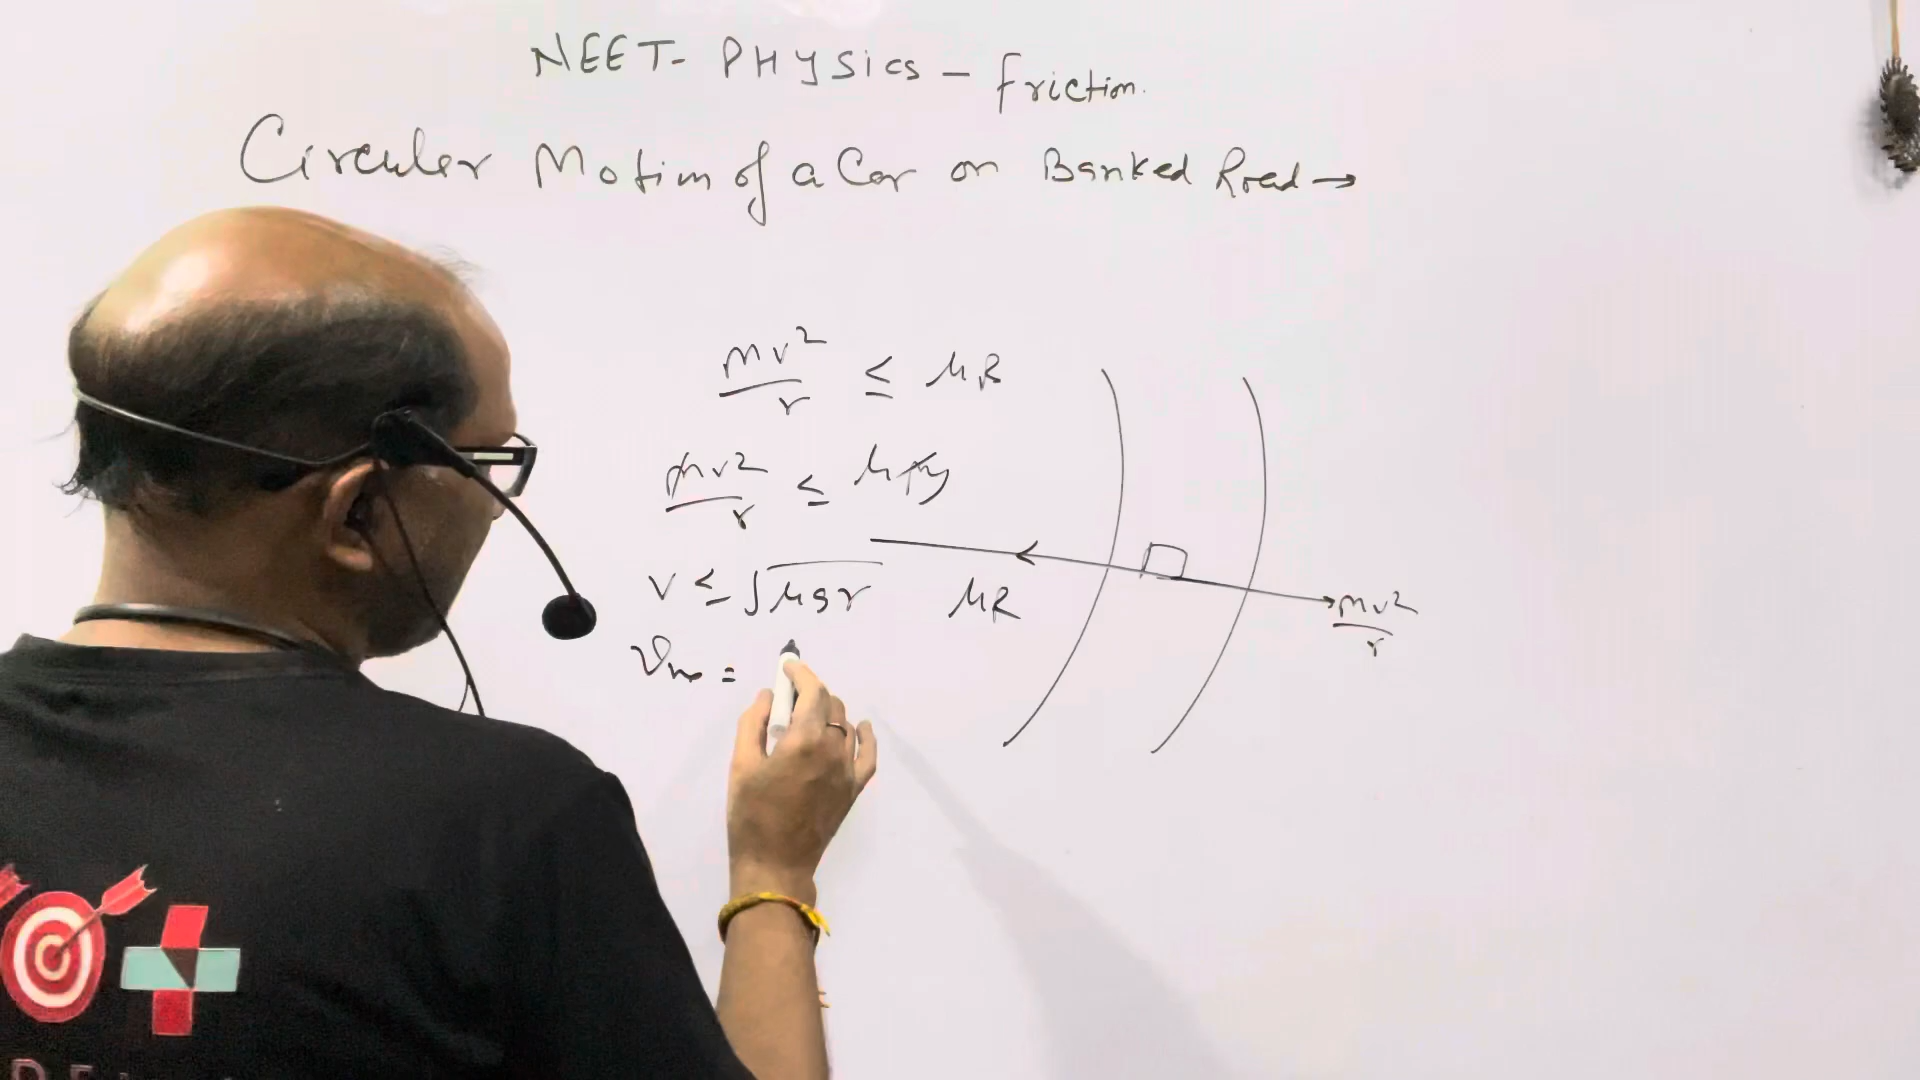 NEET- PHYSICS - Friction.
Circular Motion of a Car on Banked Road →
mv²/r ≤ μR
mv²/r ≤ μmg
v ≤ √μgr
μR
mv²/r
vm =